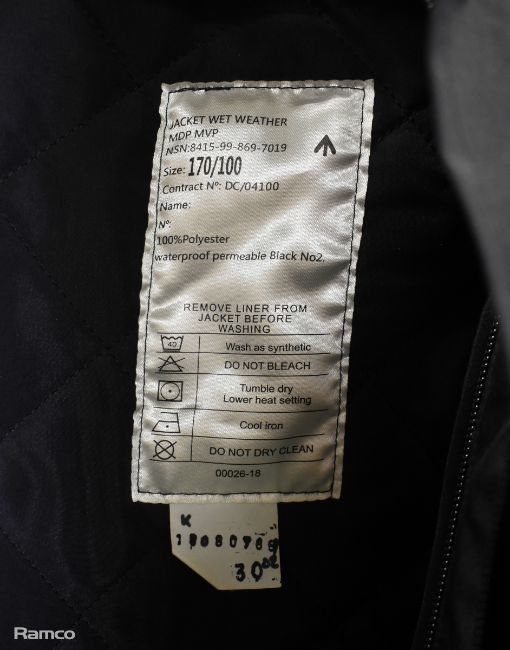 JACKET WET WEATHER
MDP MVP
NSN:8415-99-869-7019
Size: 170/100
Contract Nº: DC/04100
Name:
Nº:
100%Polyester
waterproof permeable Black No2,
REMOVE LINER FROM
JACKET BEFORE
WASHING
40 Wash as synthetic
DO NOT BLEACH
Tumble dry
Lower heat setting
Cool iron
DO NOT DRY CLEAN
00026-18
K
30
Ramco